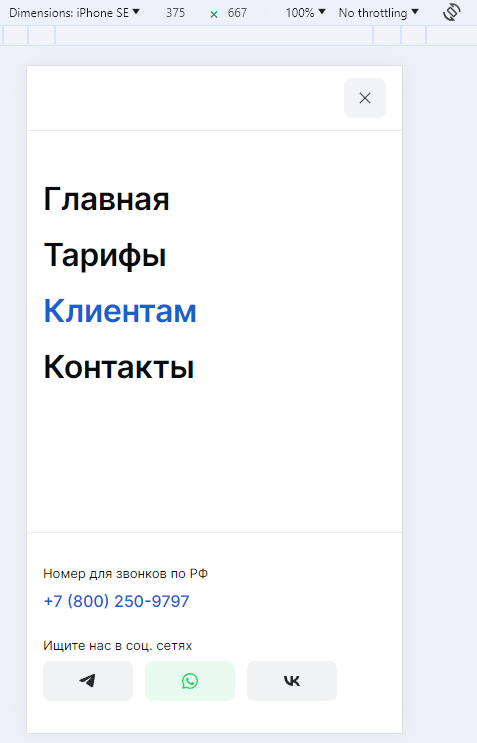 Dimensions: iPhone SE 375 × 667 100% No throttling
Главная
Тарифы
Клиентам
Контакты
Номер для звонков по РФ
+7 (800) 250-9797
Ищите нас в соц. сетях